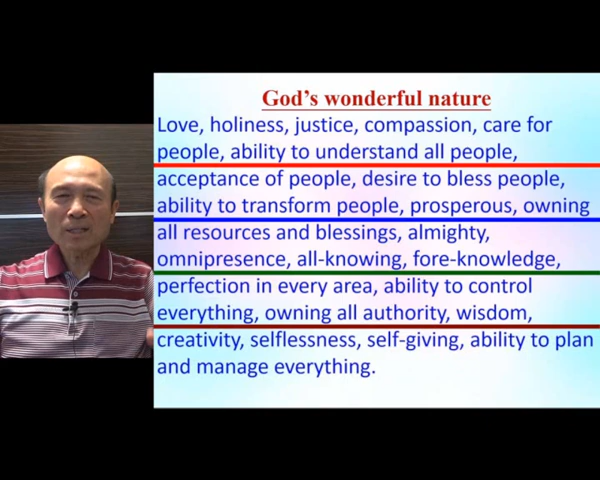 God's wonderful nature
Love, holiness, justice, compassion, care for
people, ability to understand all people,
acceptance of people, desire to bless people,
ability to transform people, prosperous, owning
all resources and blessings, almighty,
omnipresence, all-knowing, fore-knowledge,
perfection in every area, ability to control
everything, owning all authority, wisdom,
creativity, selflessness, self-giving, ability to plan
and manage everything.